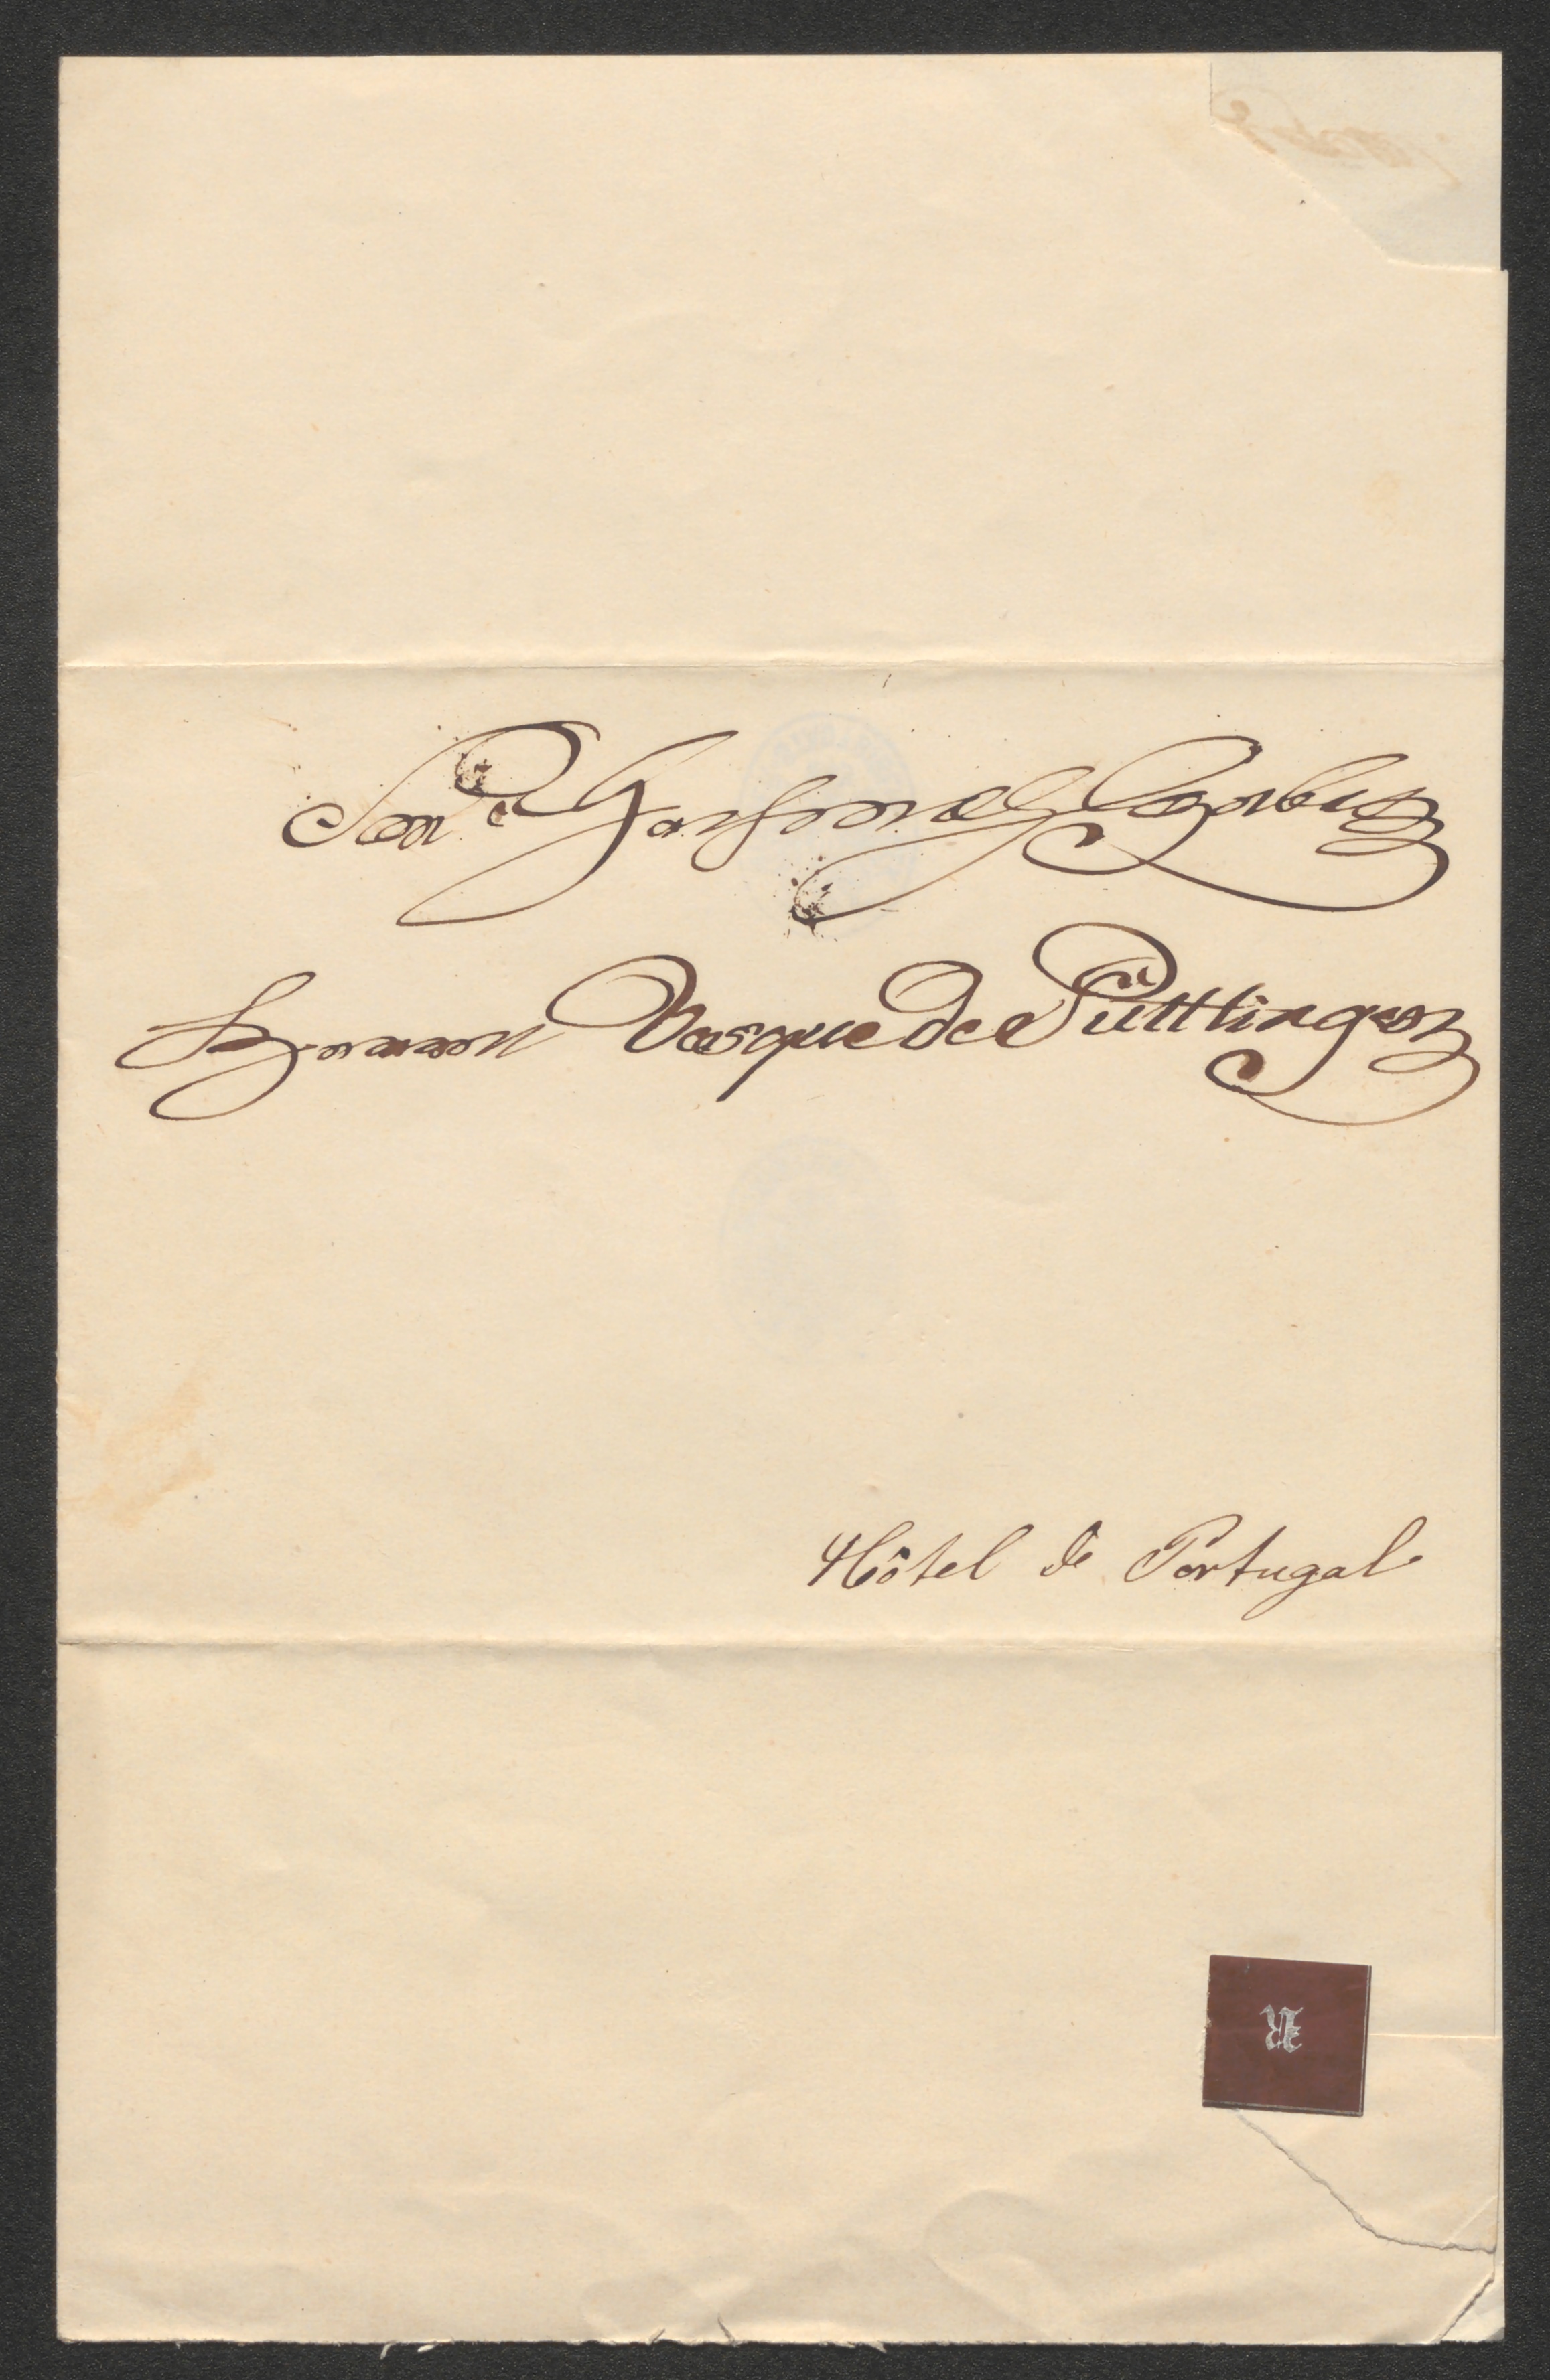 Sr. Hochwohlgeboren
Herrn Vesque de Püttlingen
Hôtel de Portugal
R